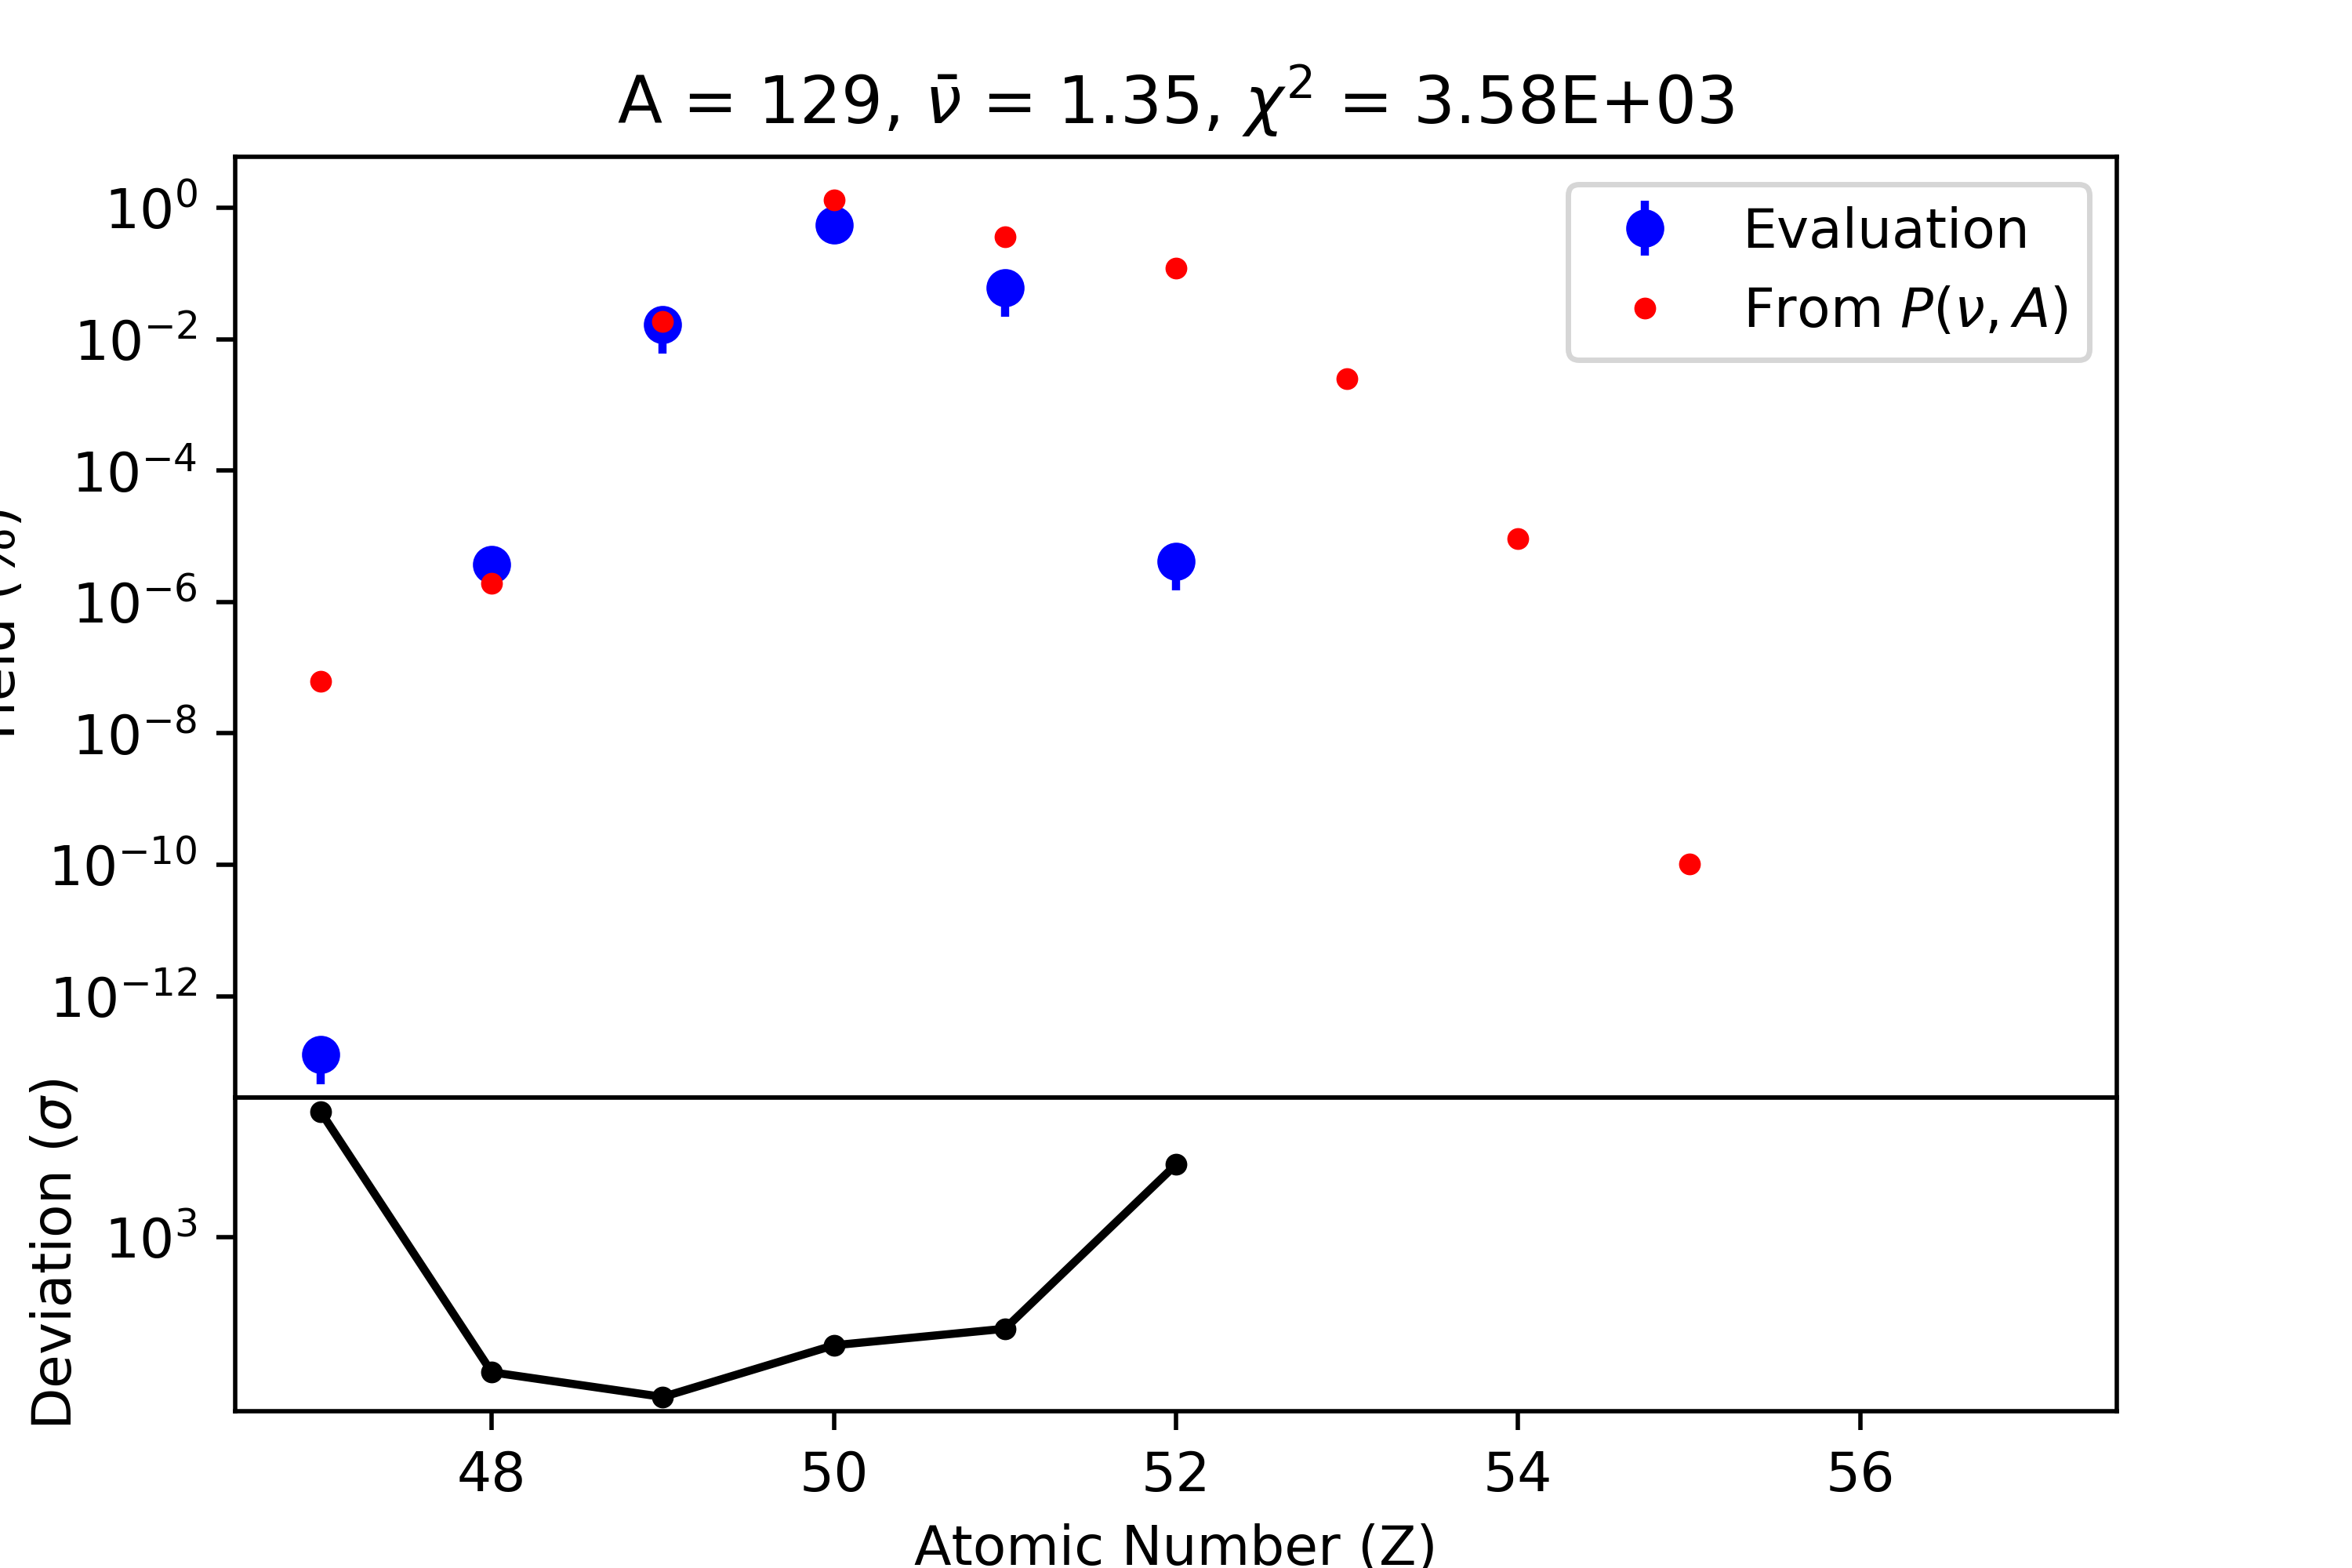 A = 129, ν̄ = 1.35, χ² = 3.58E+03
10⁰
10⁻²
10⁻⁴
10⁻⁶
10⁻⁸
10⁻¹⁰
10⁻¹²
Evaluation
From P(ν, A)
Yield (%)
Deviation (σ)
10³
48 50 52 54 56
Atomic Number (Z)